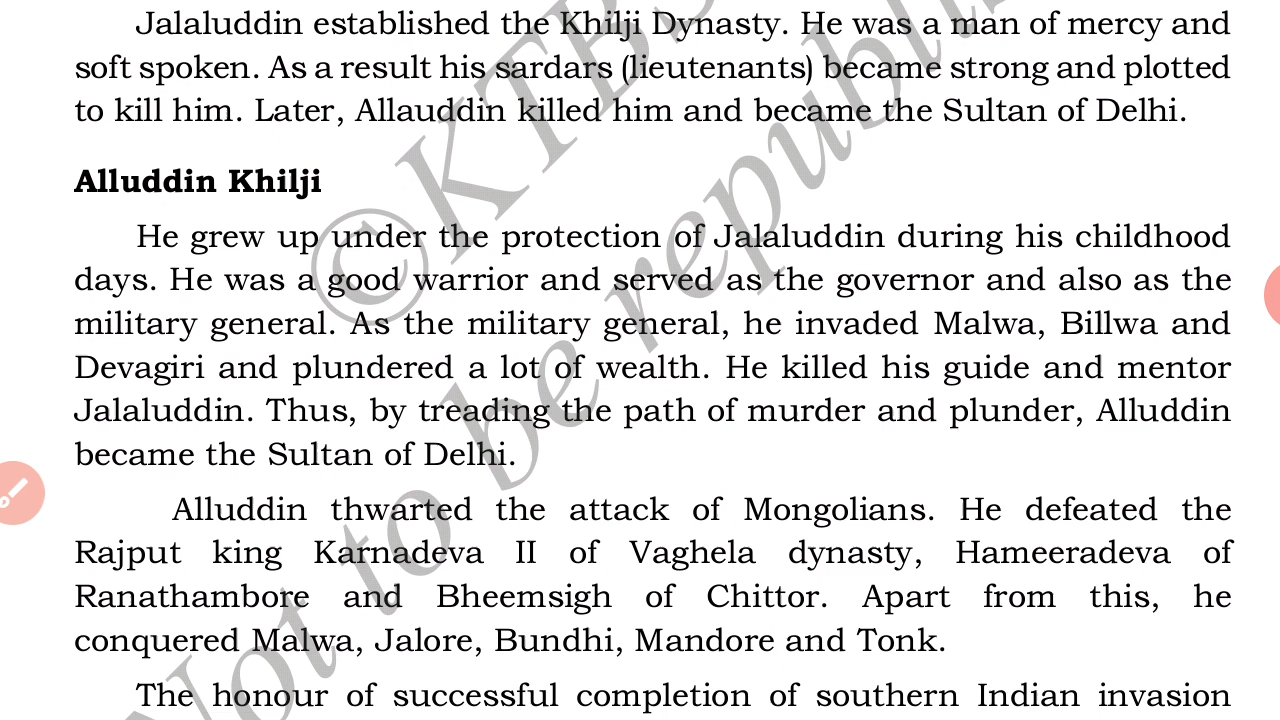 Jalaluddin established the Khilji Dynasty. He was a man of mercy and
soft spoken. As a result his sardars (lieutenants) became strong and plotted
to kill him. Later, Allauddin killed him and became the Sultan of Delhi.
Alluddin Khilji
He grew up under the protection of Jalaluddin during his childhood
days. He was a good warrior and served as the governor and also as the
military general. As the military general, he invaded Malwa, Billwa and
Devagiri and plundered a lot of wealth. He killed his guide and mentor
Jalaluddin. Thus, by treading the path of murder and plunder, Alluddin
became the Sultan of Delhi.
Alluddin thwarted the attack of Mongolians. He defeated the
Rajput king Karnadeva II of Vaghela dynasty, Hameeradeva of
Ranathambore and Bheemsigh of Chittor. Apart from this, he
conquered Malwa, Jalore, Bundhi, Mandore and Tonk.
The honour of successful completion of southern Indian invasion
©KTBS
Not to be republi